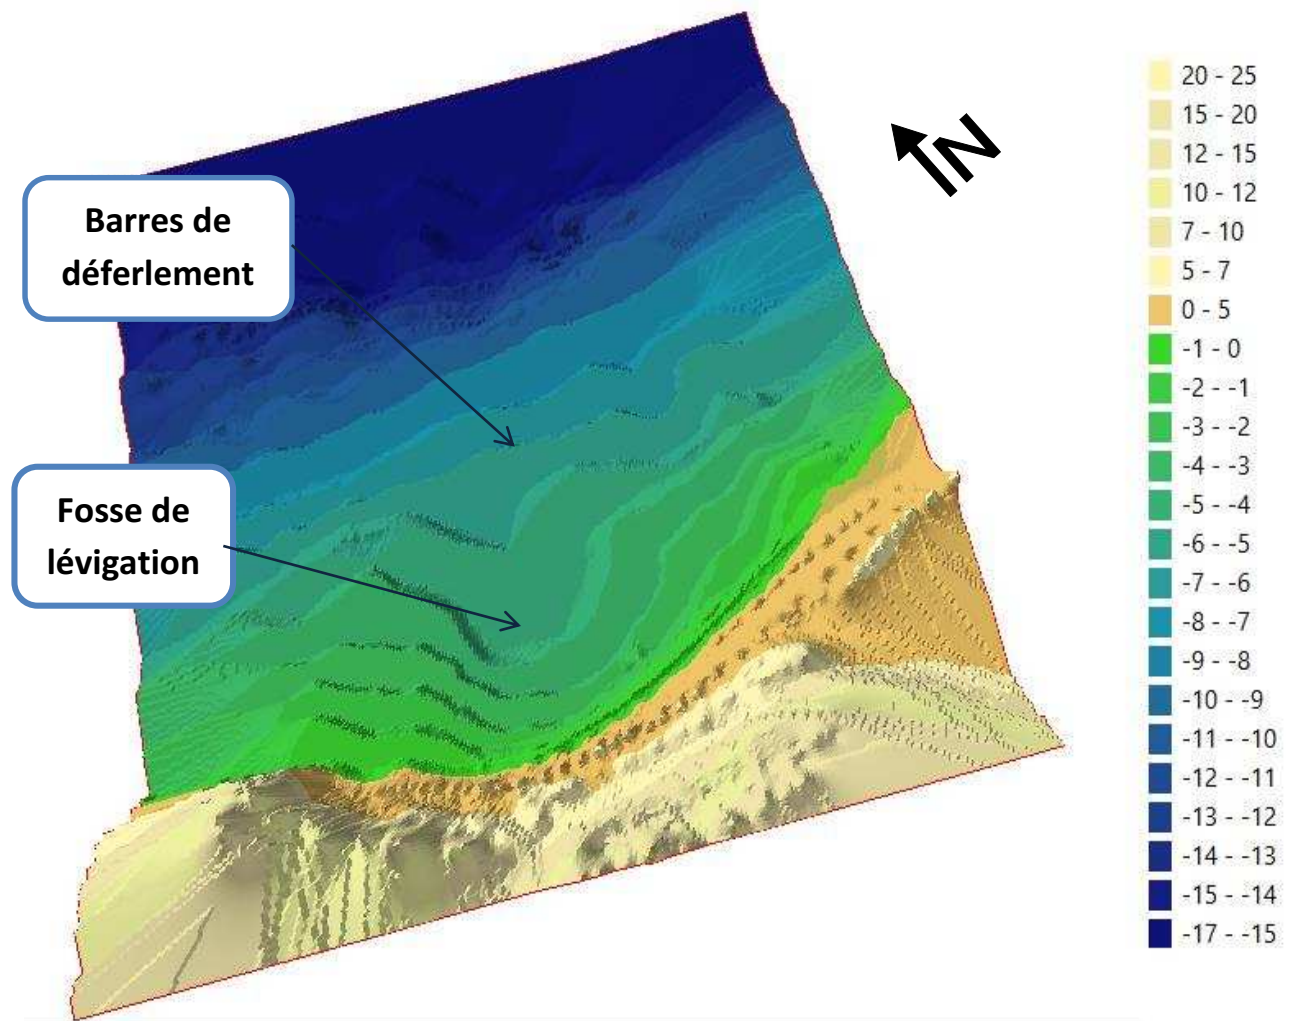 Barres de
déferlement
Fosse de
lévigation
N
20 - 25
15 - 20
12 - 15
10 - 12
7 - 10
5 - 7
0 - 5
-1 - 0
-2 - -1
-3 - -2
-4 - -3
-5 - -4
-6 - -5
-7 - -6
-8 - -7
-9 - -8
-10 - -9
-11 - -10
-12 - -11
-13 - -12
-14 - -13
-15 - -14
-17 - -15